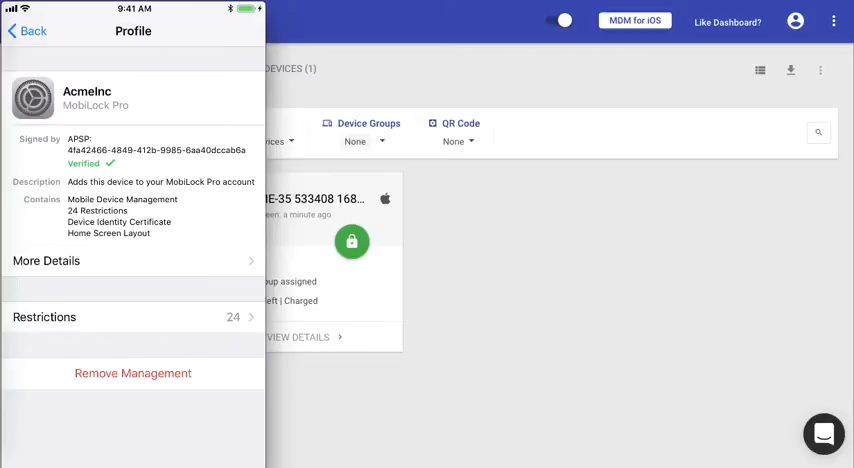 9:41 AM
Back
Profile
AcmeInc
MobiLock Pro
Signed by APSP:
4fa42466-4849-412b-9985-6aa40dccab6a
Verified
Description Adds this device to your MobiLock Pro account
Contains Mobile Device Management
24 Restrictions
Device Identity Certificate
Home Screen Layout
More Details
Restrictions 24
Remove Management
MDM for iOS
Like Dashboard?
DEVICES (1)
Device Groups
QR Code
vices
None
None
ME-35 533408 168...
een: a minute ago
oup assigned
left | Charged
VIEW DETAILS